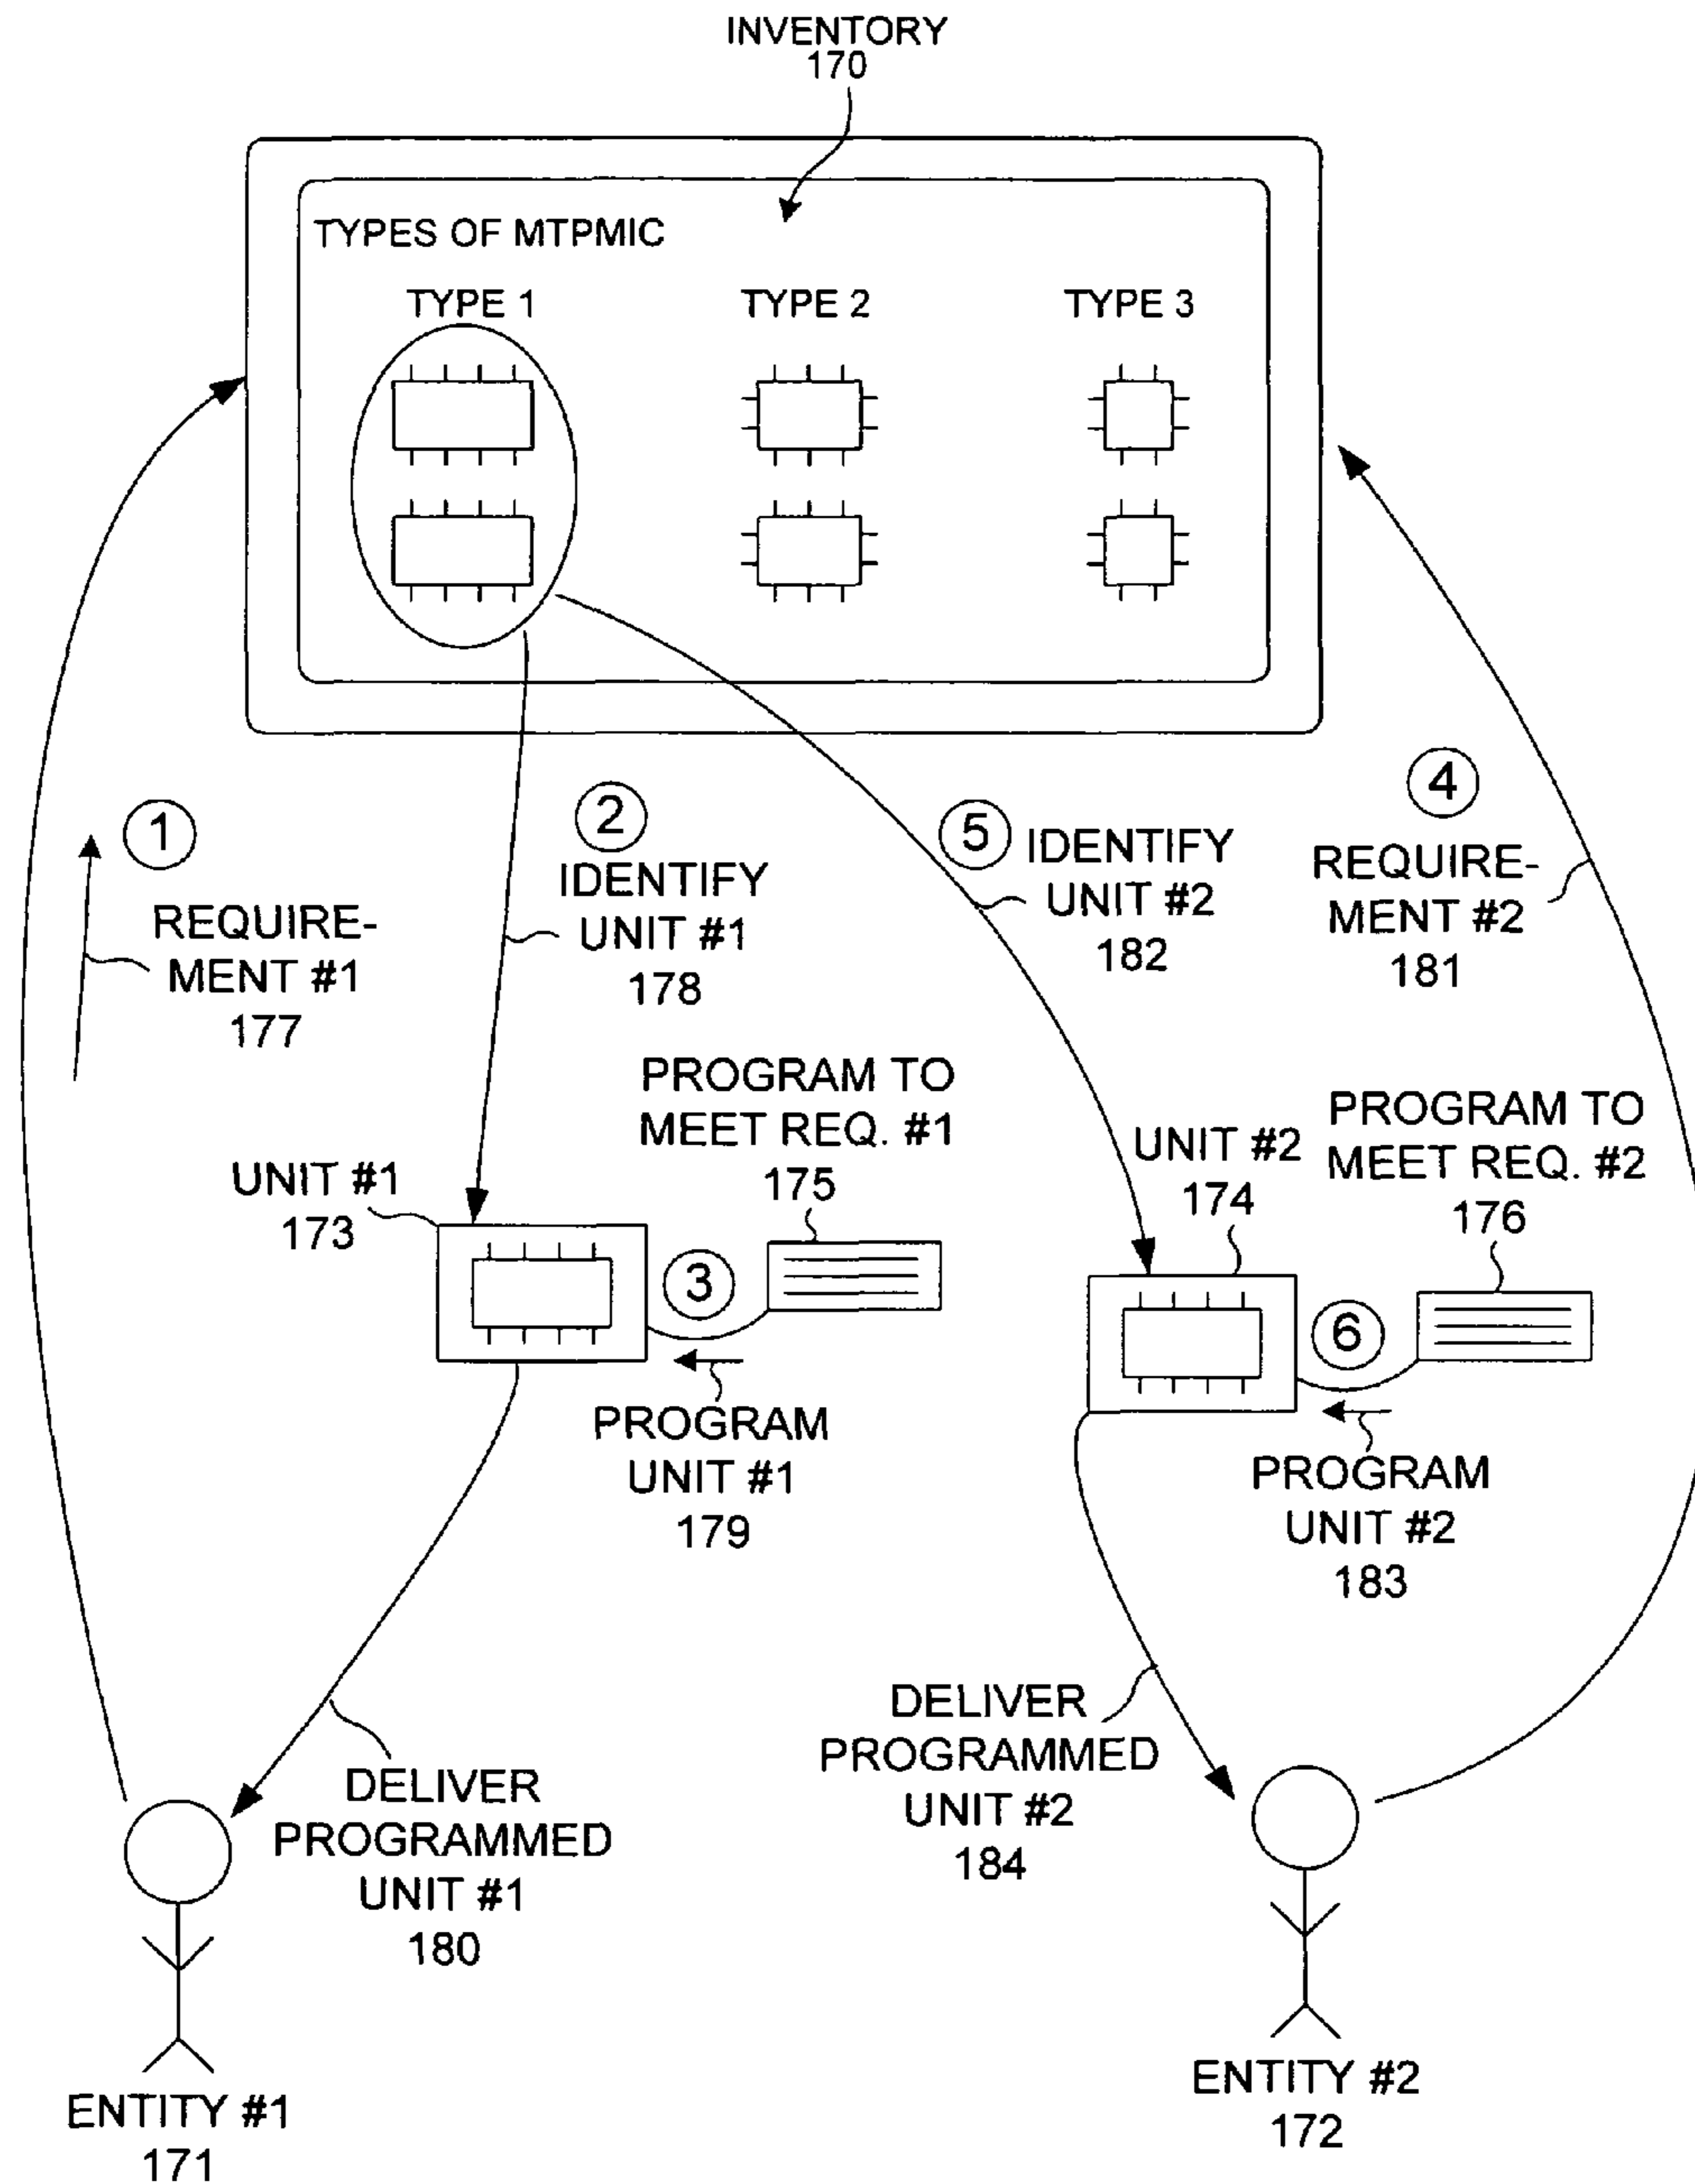 INVENTORY
170
TYPES OF MTPMIC
TYPE 1
TYPE 2
TYPE 3
1
REQUIRE-
MENT #1
177
2
IDENTIFY
UNIT #1
178
5
IDENTIFY
UNIT #2
182
4
REQUIRE-
MENT #2
181
UNIT #1
173
PROGRAM TO
MEET REQ. #1
175
3
PROGRAM
UNIT #1
179
UNIT #2
174
PROGRAM TO
MEET REQ. #2
176
6
PROGRAM
UNIT #2
183
DELIVER
PROGRAMMED
UNIT #1
180
DELIVER
PROGRAMMED
UNIT #2
184
ENTITY #1
171
ENTITY #2
172